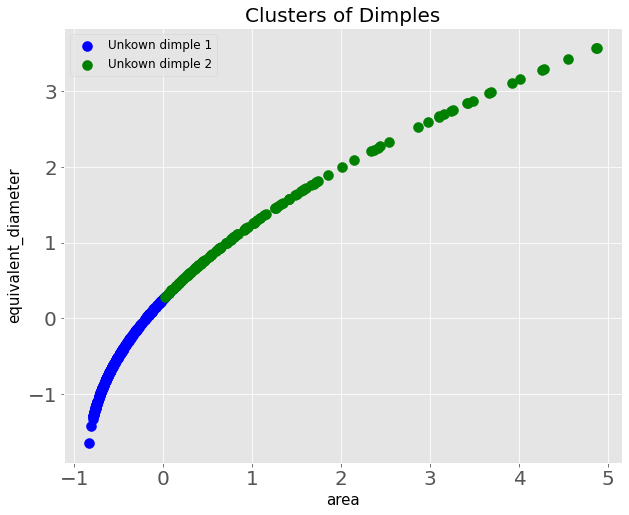 Clusters of Dimples
Unkown dimple 1
Unkown dimple 2
equivalent_diameter
3
2
1
0
−1
−1
0
1
2
3
4
5
area